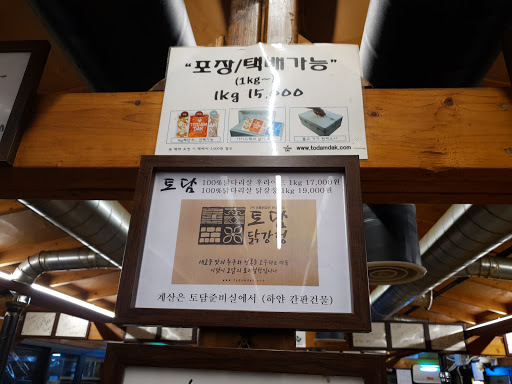 “포장/택배가능”
(1kg~)
1kg 15,000
www.todamdak.com
토담 100%닭다리살 후라이드 1kg 17,000원
100%닭다리살 닭강정 1kg 19,000원
토담
닭강정
계산은 토담준비실에서 (하얀 간판건물)